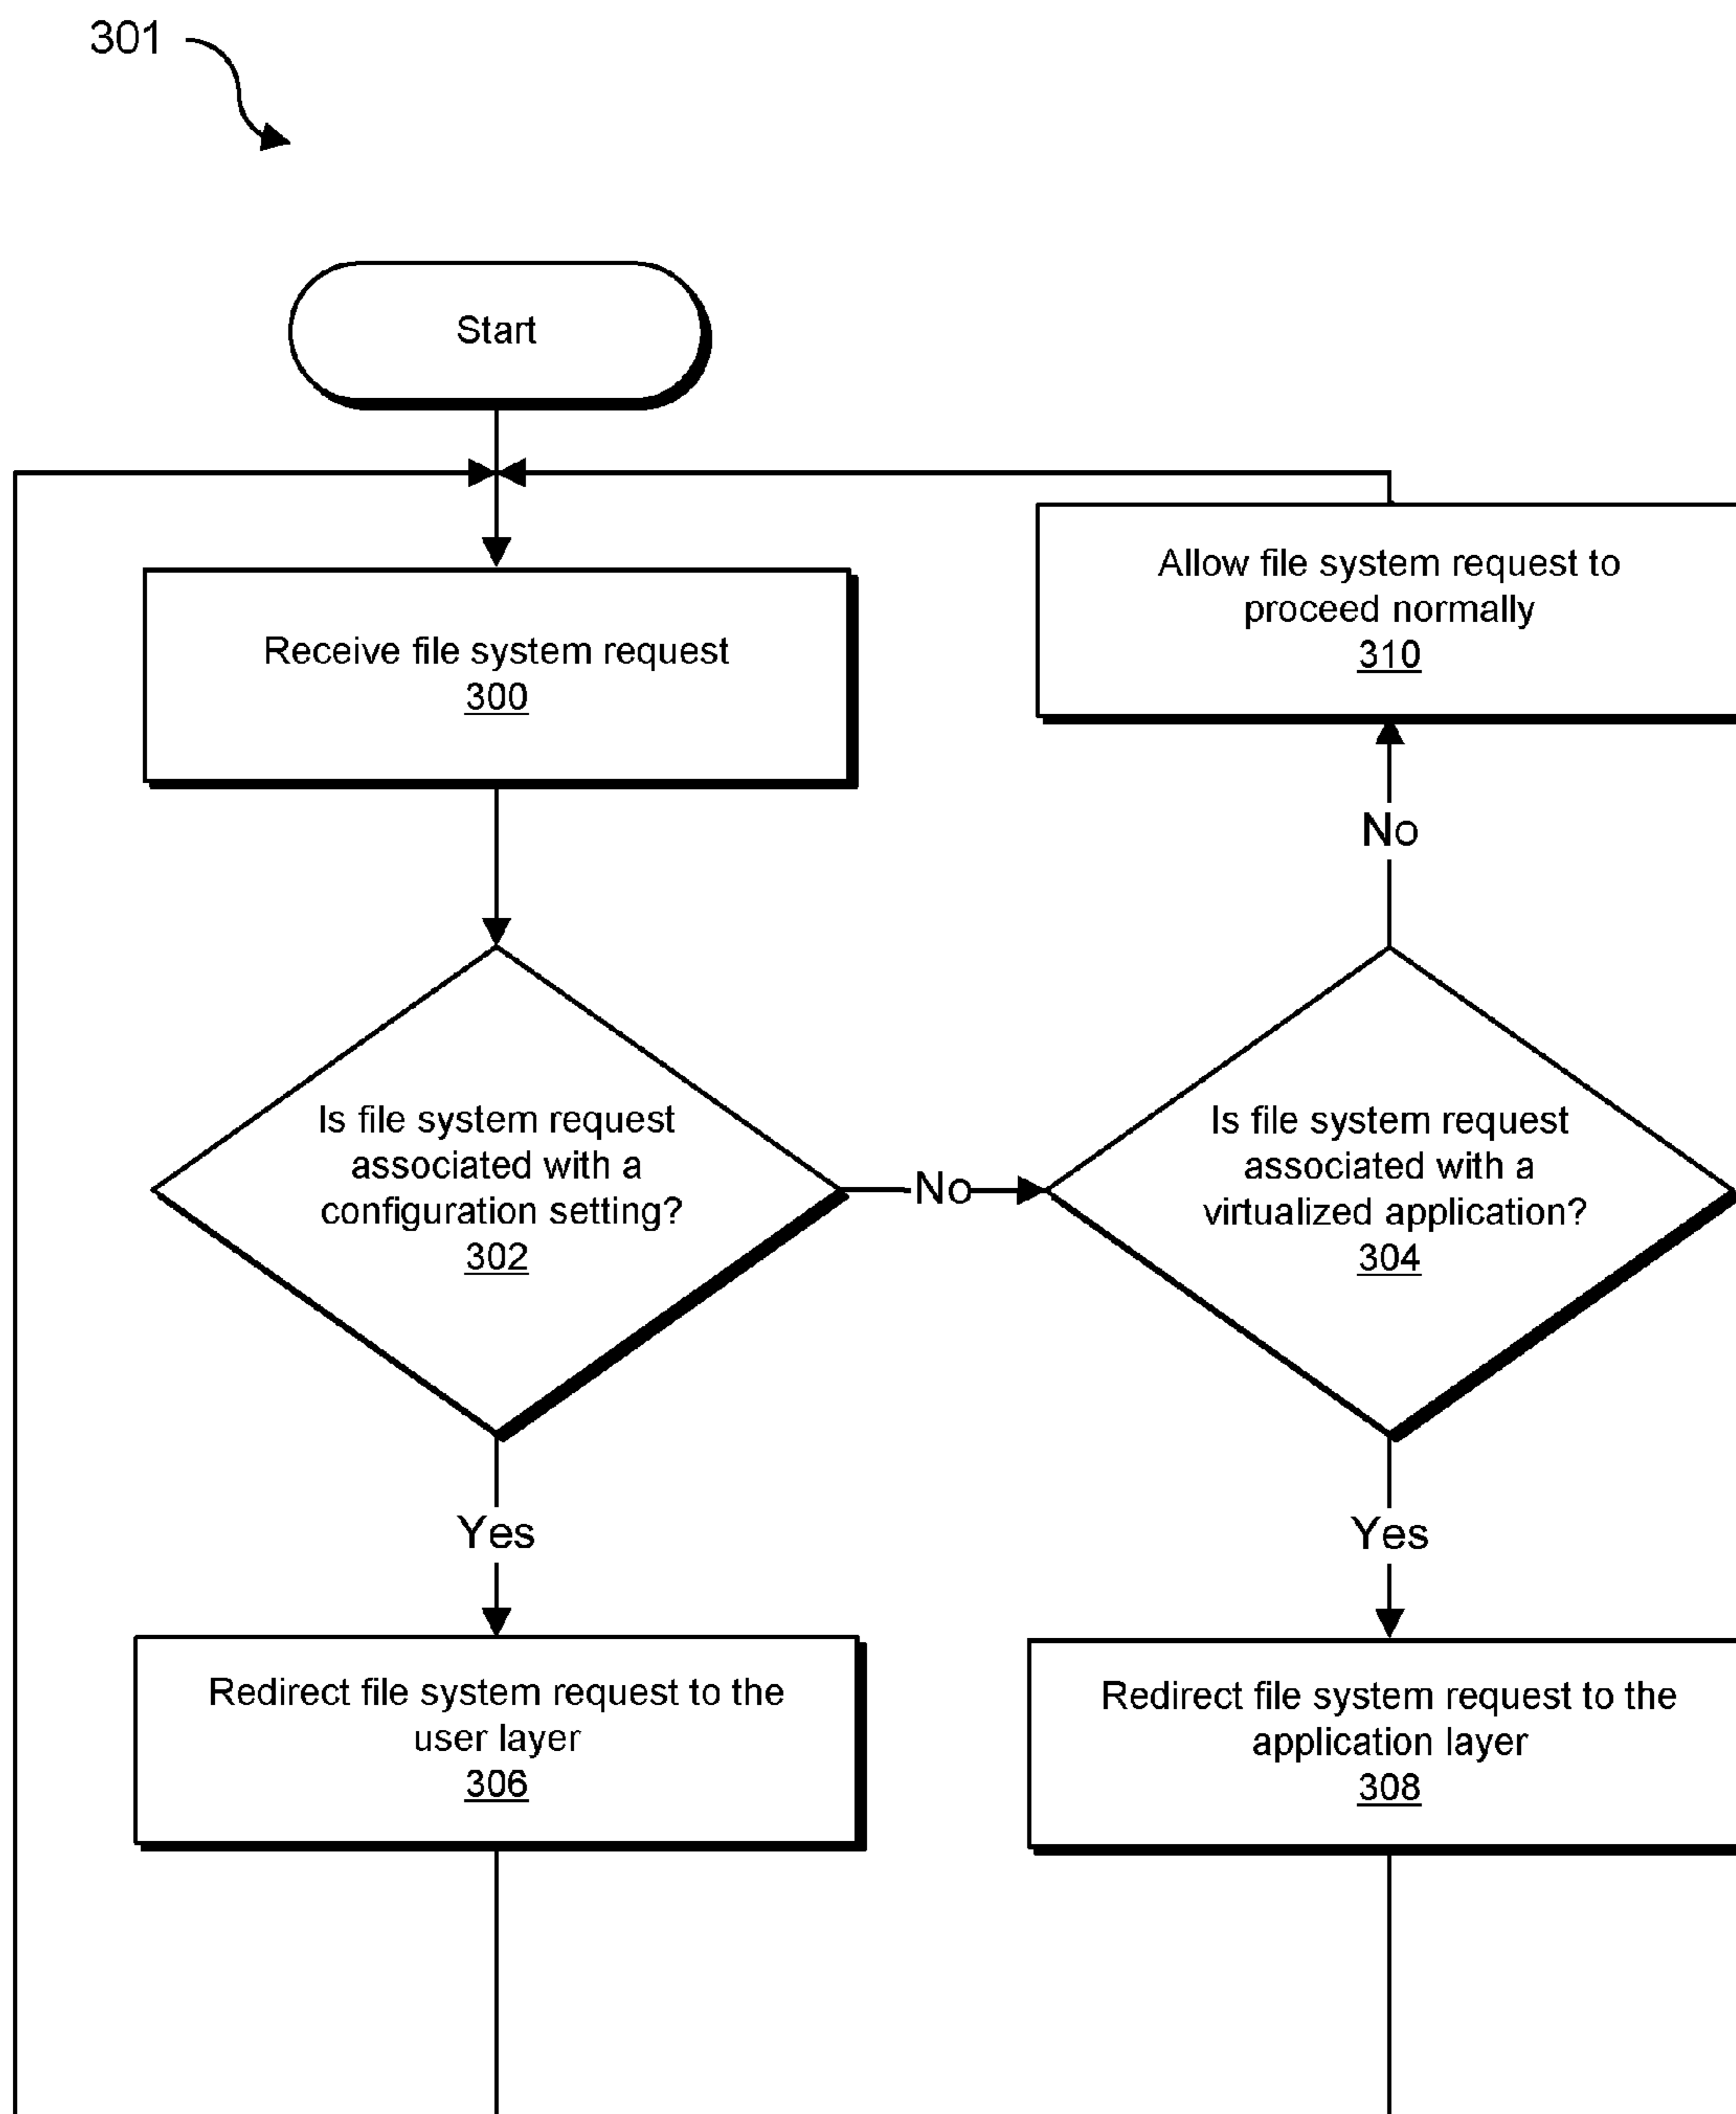 301
Start
Receive file system request
300
Allow file system request to
proceed normally
310
No
Is file system request
associated with a
configuration setting?
302
No
Is file system request
associated with a
virtualized application?
304
Yes
Yes
Redirect file system request to the
user layer
306
Redirect file system request to the
application layer
308